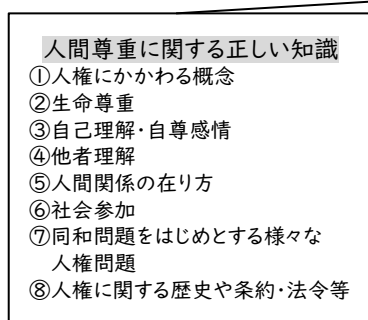 人間尊重に関する正しい知識
①人権にかかわる概念
②生命尊重
③自己理解・自尊感情
④他者理解
⑤人間関係の在り方
⑥社会参加
⑦同和問題をはじめとする様々な
人権問題
⑧人権に関する歴史や条約・法令等